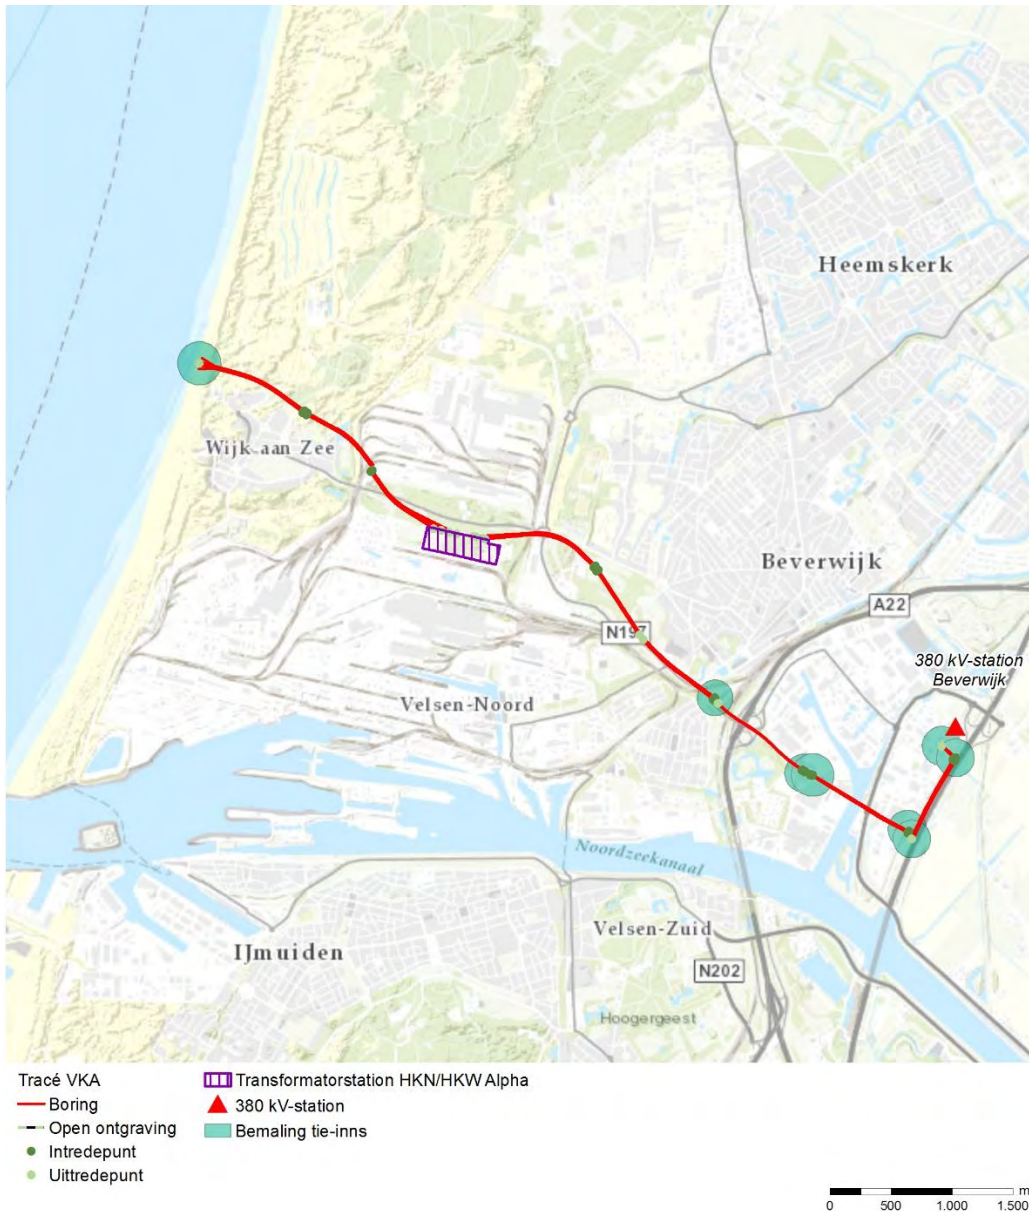 Heemskerk
Wijk aan Zee
Beverwijk
A22
N197
380 kV-station
Beverwijk
Velsen-Noord
Noordzeekanaal
Velsen-Zuid
IJmuiden
N202
Hoogergeest
Tracé VKA
Boring
Open ontgraving
Intredepunt
Uittredepunt
Transformatorstation HKN/HKW Alpha
380 kV-station
Bemaling tie-inns
m
0 500 1.000 1.500